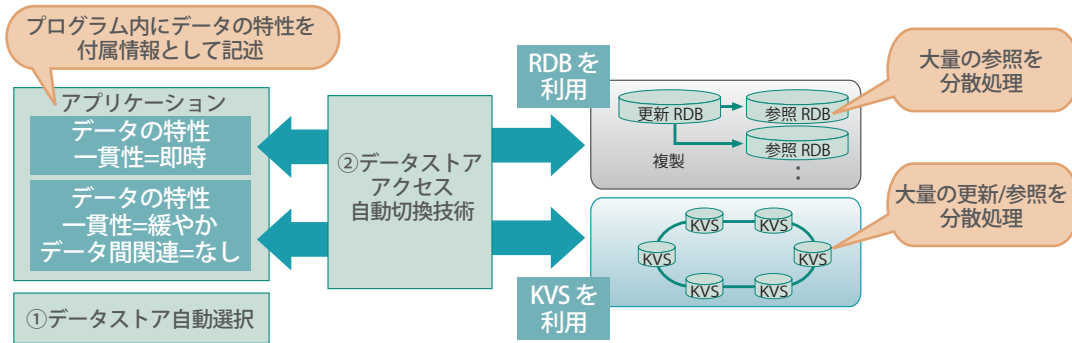 プログラム内にデータの特性を
付属情報として記述
アプリケーション
データの特性
一貫性=即時
データの特性
一貫性=緩やか
データ間関連=なし
①データストア自動選択
②データストア
アクセス
自動切換技術
RDB を
利用
更新 RDB
参照 RDB
参照 RDB
複製
⋮
大量の参照を
分散処理
KVS を
利用
KVS
KVS
KVS
KVS
KVS
KVS
大量の更新/参照を
分散処理